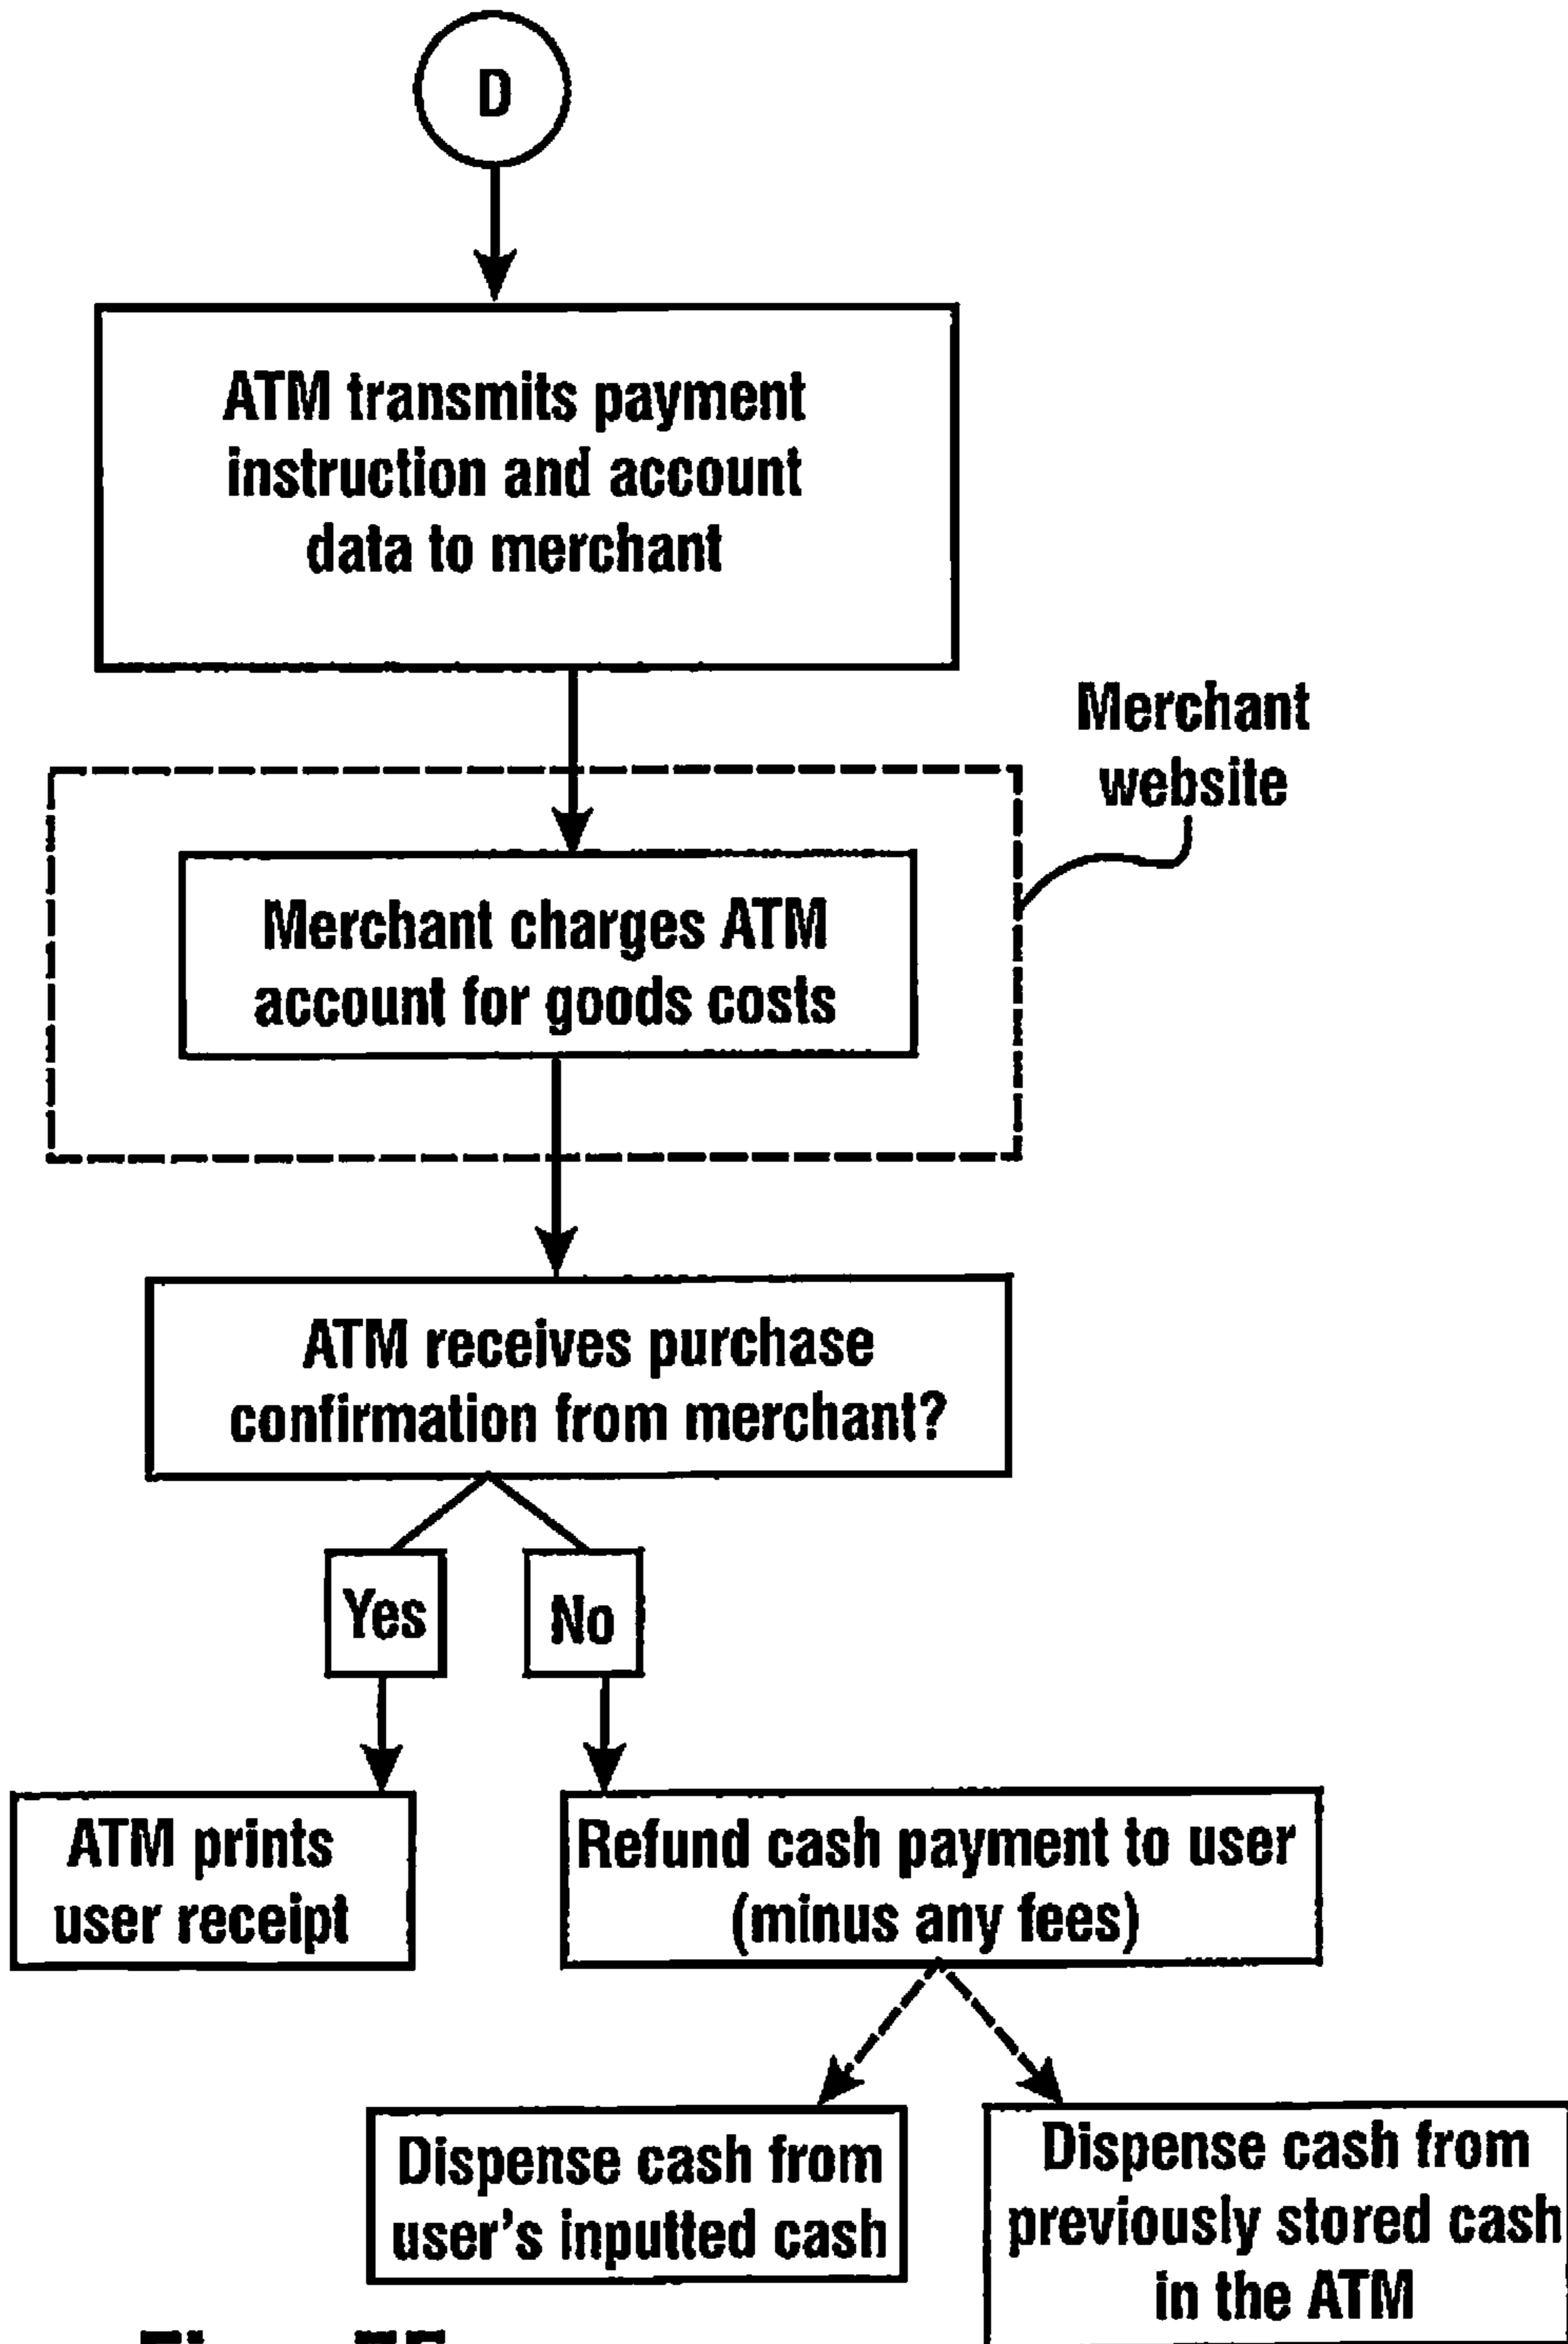 D
ATM transmits payment
instruction and account
data to merchant
Merchant
website
Merchant charges ATM
account for goods costs
ATM receives purchase
confirmation from merchant?
Yes
No
ATM prints
user receipt
Refund cash payment to user
(minus any fees)
Dispense cash from
user's inputted cash
Dispense cash from
previously stored cash
in the ATM